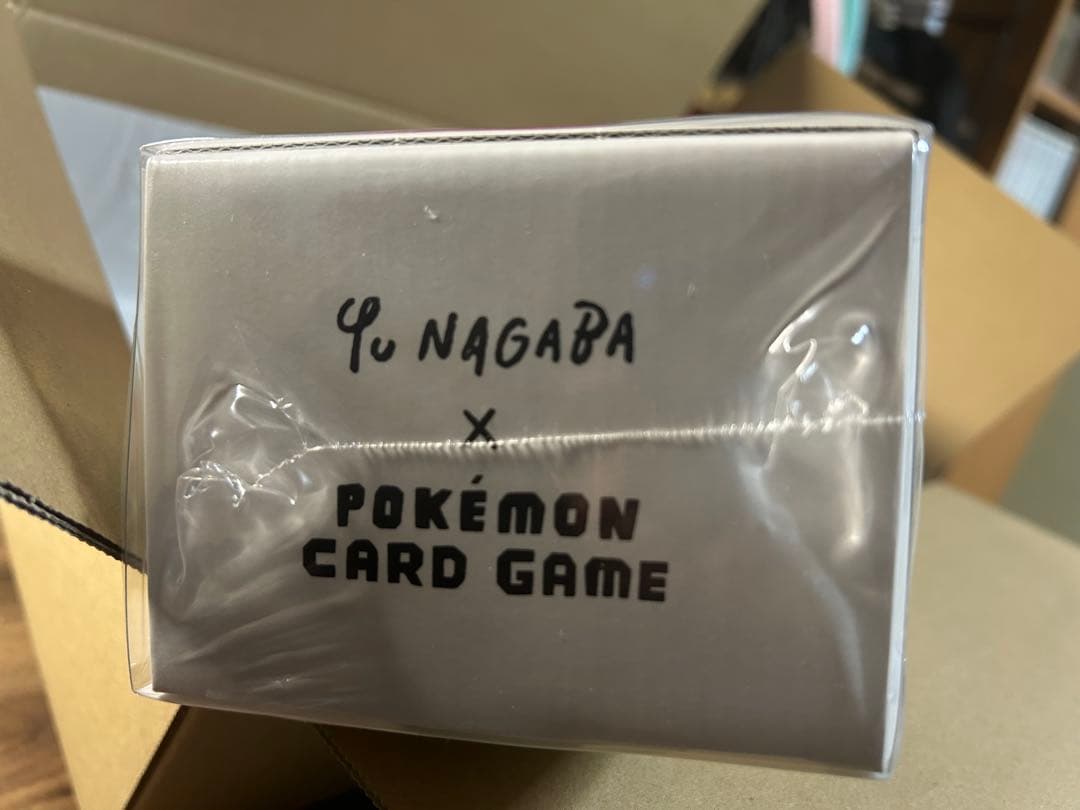 Yu NAGABA
×
POKÉMON
CARD GAME